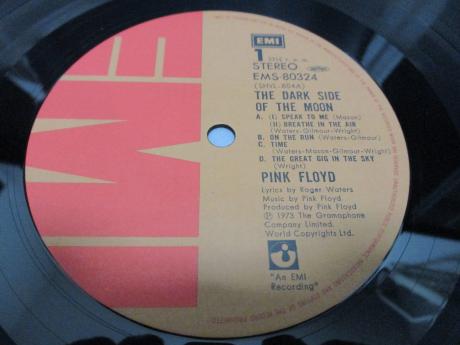 EMI
EMI
1
33⅓ r.p.m.
STEREO
EMS-80324
(SHVL-804A)
THE DARK SIDE
OF THE MOON
A. (I) SPEAK TO ME (Mason)
(II) BREATHE IN THE AIR
(Waters-Gilmour-Wright)
B. ON THE RUN (Waters-Gilmour)
C. TIME
(Waters-Mason-Gilmour-Wright)
D. THE GREAT GIG IN THE SKY
(Wright)
PINK FLOYD
Lyrics by Roger Waters
Music by Pink Floyd
Produced by Pink Floyd
Ⓟ 1973 The Gramophone
Company Limited.
World Copyrights Ltd.
"An EMI
Recording"